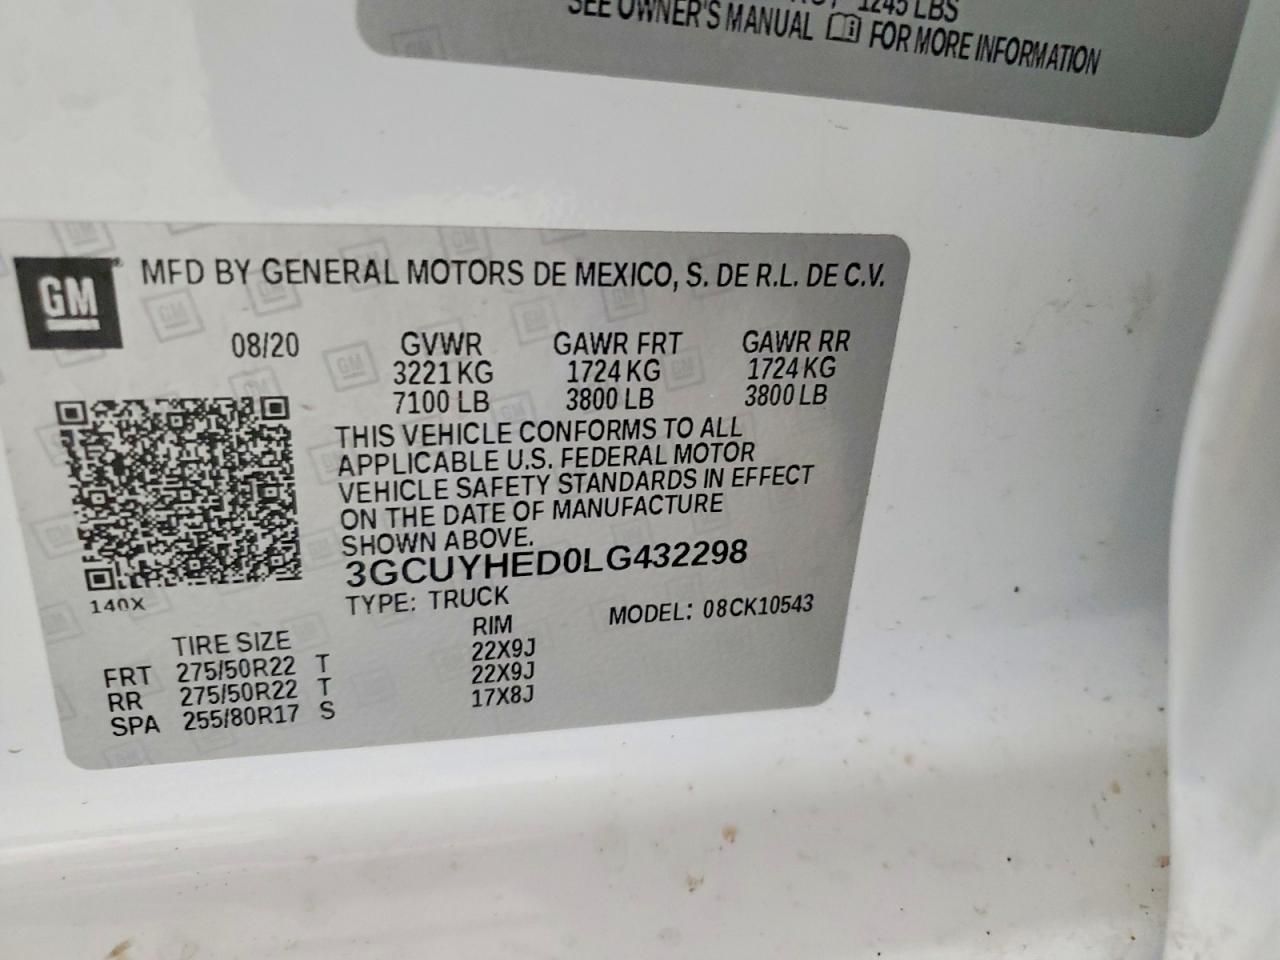 1245 LBS
SEE OWNER'S MANUAL FOR MORE INFORMATION
GM
MFD BY GENERAL MOTORS DE MEXICO, S. DE R.L. DE C.V.
08/20 GVWR GAWR FRT GAWR RR
3221 KG 1724 KG 1724 KG
7100 LB 3800 LB 3800 LB
THIS VEHICLE CONFORMS TO ALL
APPLICABLE U.S. FEDERAL MOTOR
VEHICLE SAFETY STANDARDS IN EFFECT
ON THE DATE OF MANUFACTURE
SHOWN ABOVE.
3GCUYHED0LG432298
140X
TYPE: TRUCK MODEL: 08CK10543
TIRE SIZE RIM
FRT 275/50R22 T 22X9J
RR 275/50R22 T 22X9J
SPA 255/80R17 S 17X8J